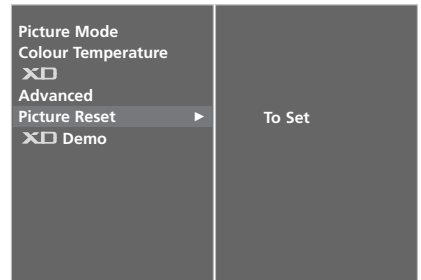 Picture Mode
Colour Temperature
XD
Advanced
Picture Reset ►
To Set
XD Demo